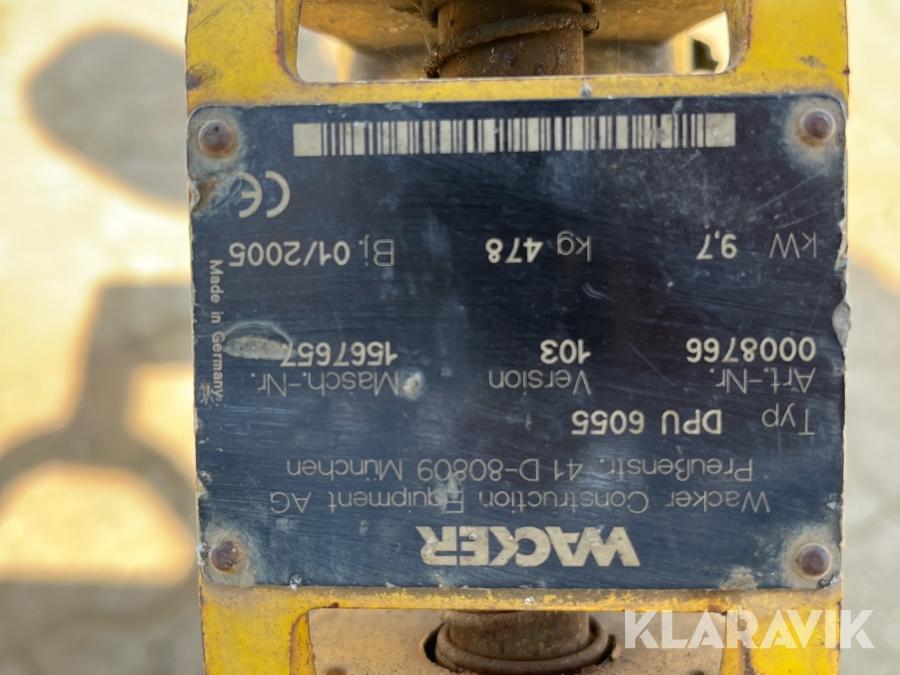 WACKER
Wacker Construction Equipment AG
Preußenstr. 41 D-80809 München
Typ DPU 6055
Art.-Nr. Version Masch.-Nr.
0008766 103 1567657
kW 9,7 kg 478 Bj. 01/2005
CE
Made in Germany
KLARAVIK